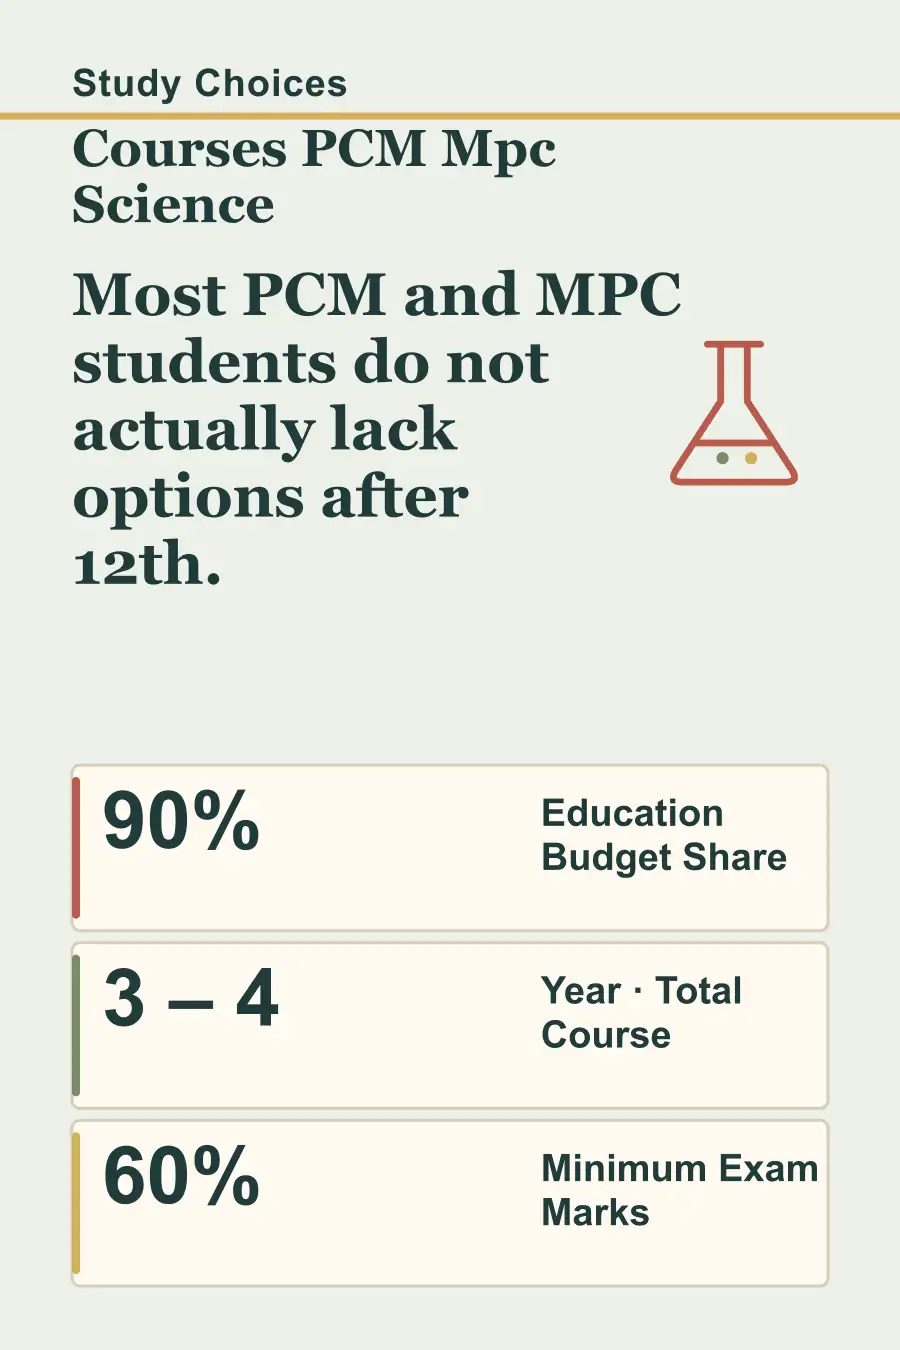 Study Choices
Courses PCM Mpc
Science
Most PCM and MPC
students do not
actually lack
options after
12th.
90%
Education
Budget Share
3 – 4
Year · Total
Course
60%
Minimum Exam
Marks